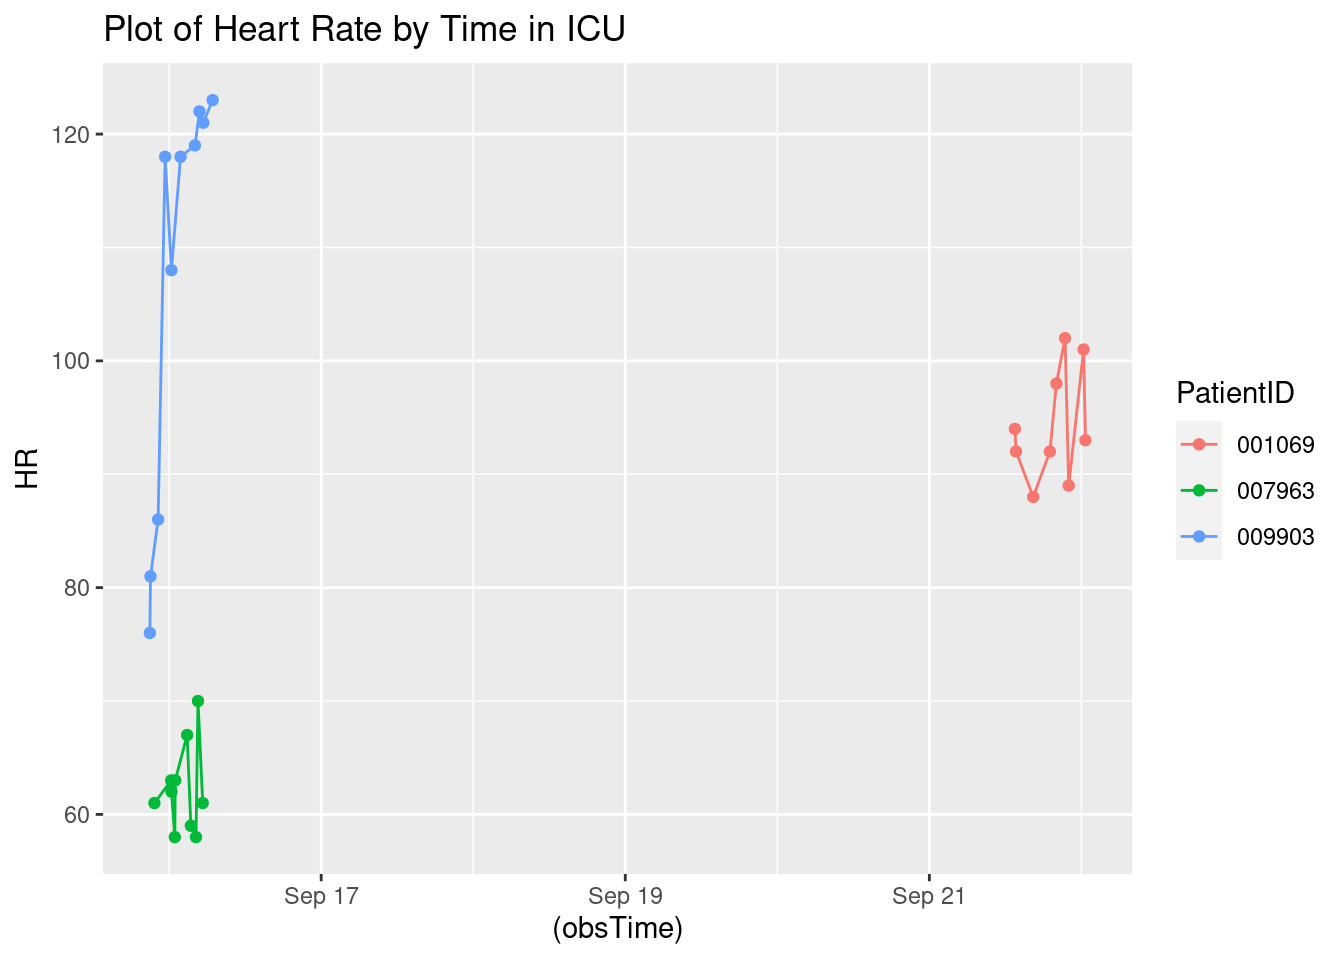 Plot of Heart Rate by Time in ICU
120
100
80
60
HR
Sep 17
Sep 19
Sep 21
(obsTime)
PatientID
001069
007963
009903